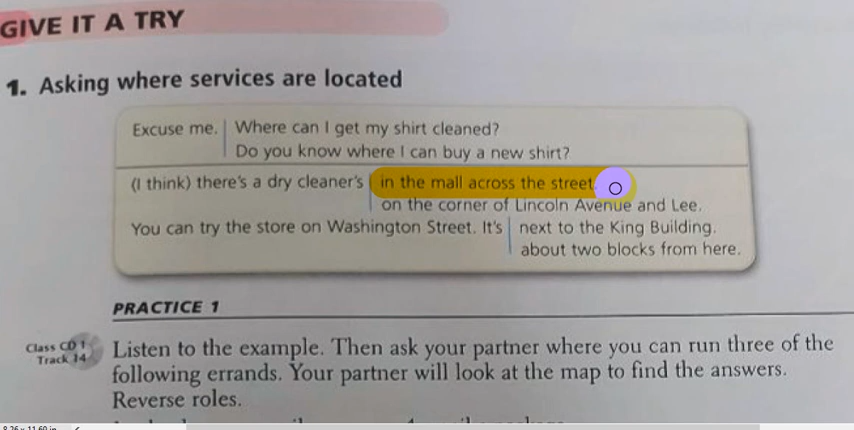 GIVE IT A TRY
1. Asking where services are located
Excuse me. Where can I get my shirt cleaned?
Do you know where I can buy a new shirt?
(I think) there's a dry cleaner's in the mall across the street.
on the corner of Lincoln Avenue and Lee.
You can try the store on Washington Street. It's next to the King Building.
about two blocks from here.
PRACTICE 1
Class CD 1
Track 14
Listen to the example. Then ask your partner where you can run three of the
following errands. Your partner will look at the map to find the answers.
Reverse roles.